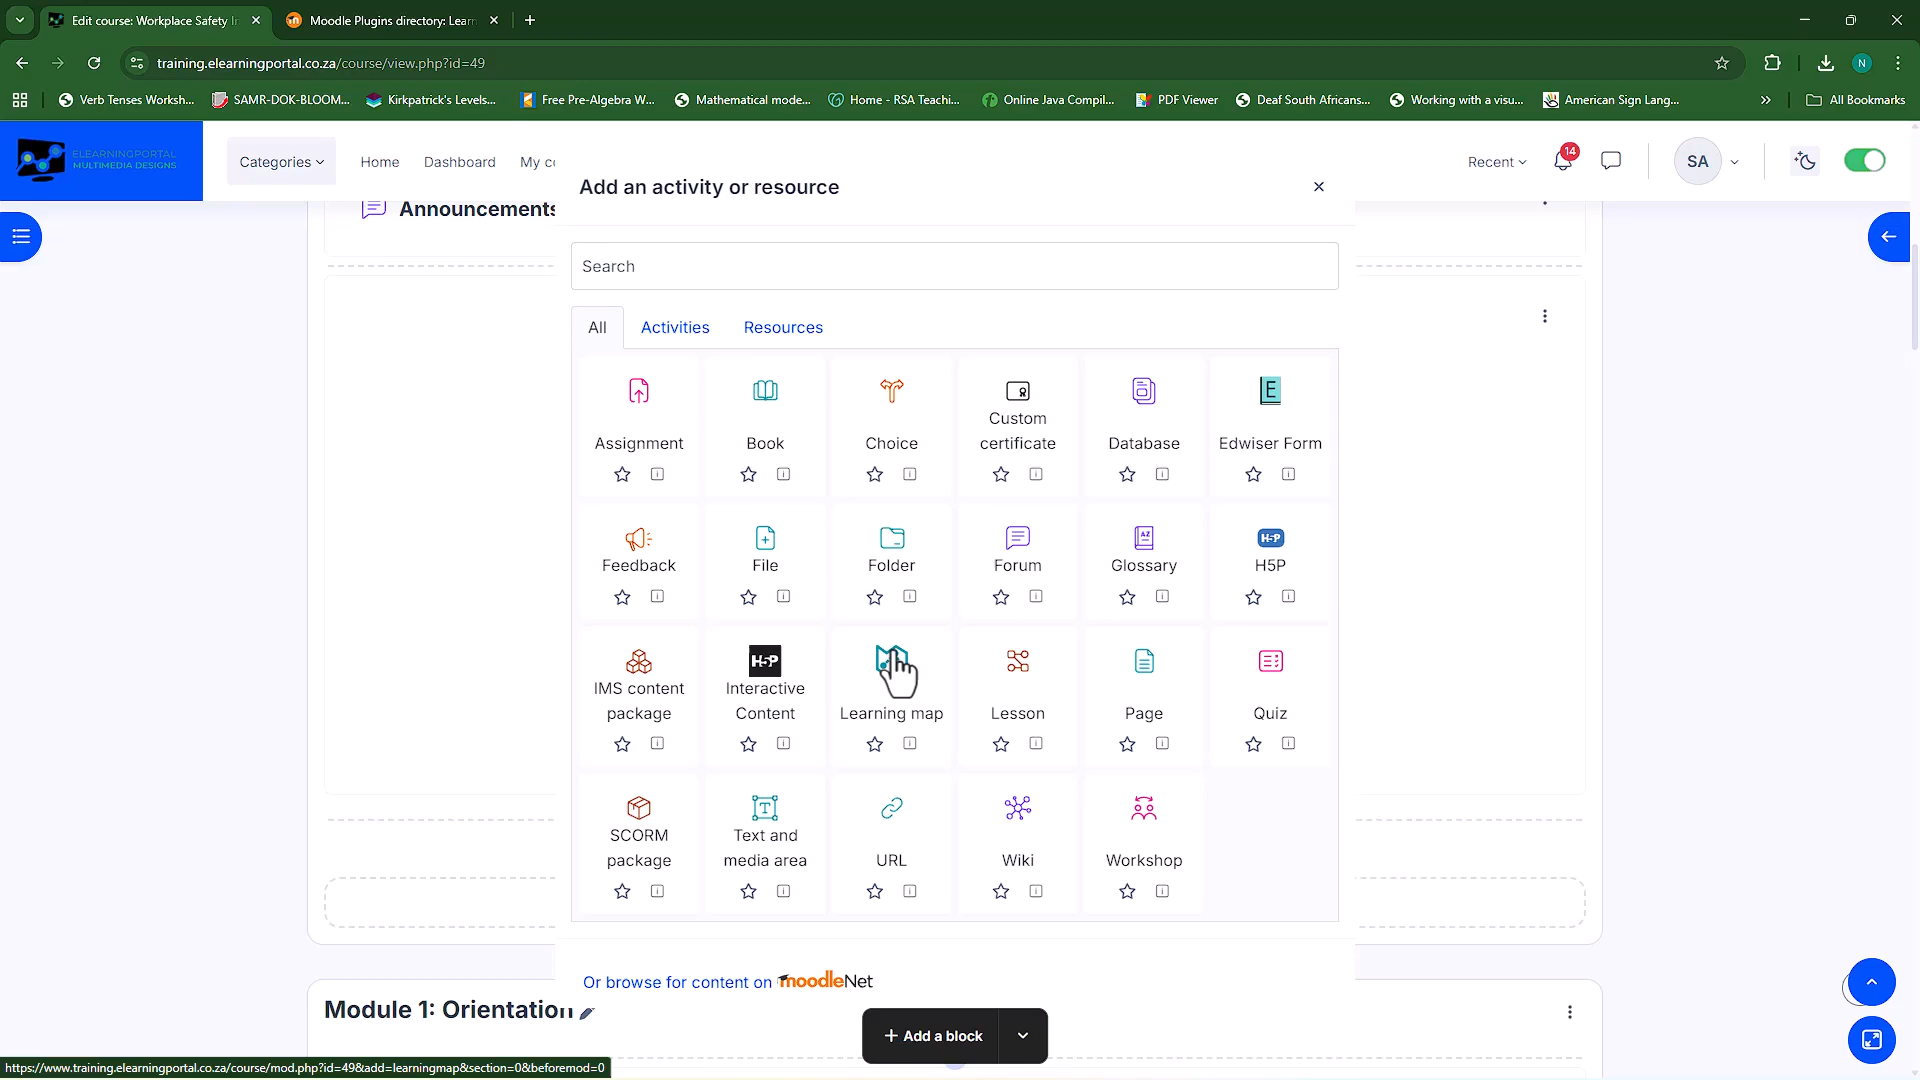 Edit course: Workplace Safety I
Moodle Plugins directory: Lear
training.elearningportal.co.za/course/view.php?id=49
Verb Tenses Worksh...
SAMR-DOK-BLOOM...
Kirkpatrick's Levels...
Free Pre-Algebra W...
Mathematical mode...
Home - RSA Teachi...
Online Java Compil...
PDF Viewer
Deaf South Africans...
Working with a visu...
American Sign Lang...
All Bookmarks
N
ELEARNINGPORTAL
MULTIMEDIA DESIGNS
Categories
Home
Dashboard
My co
Recent
14
SA
Announcements
Add an activity or resource
Search
All
Activities
Resources
Assignment
Book
Choice
Custom
certificate
Database
E
Edwiser Form
Feedback
File
Folder
Forum
AZ
Glossary
H-P
H5P
IMS content
package
H5P
Interactive
Content
Learning map
Lesson
Page
Quiz
SCORM
package
T
Text and
media area
URL
Wiki
Workshop
Or browse for content on moodleNet
Module 1: Orientation
Add a block
https://www.training.elearningportal.co.za/course/mod.php?id=49&add=learningmap&section=0&beforemod=0